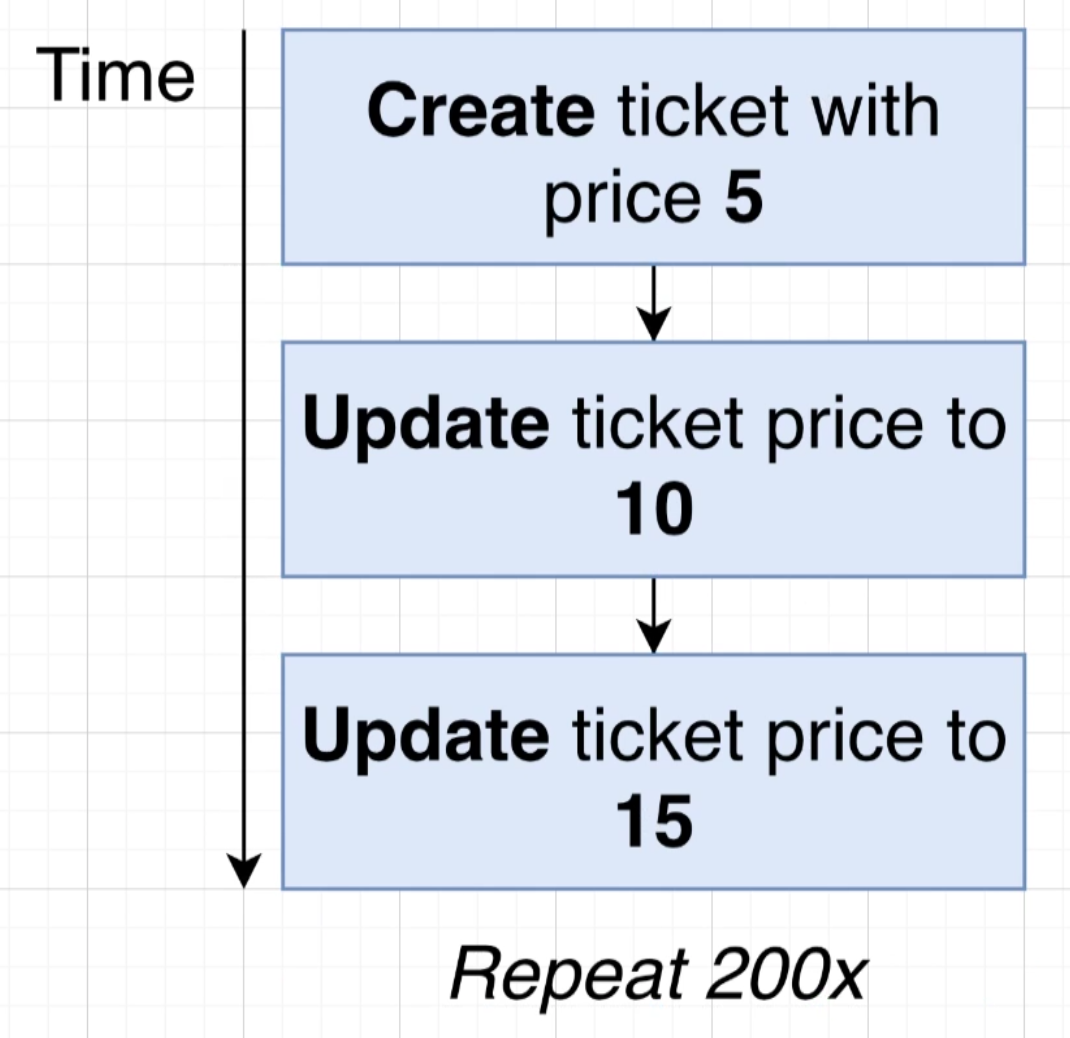 Time
Create ticket with
price 5
Update ticket price to
10
Update ticket price to
15
Repeat 200x